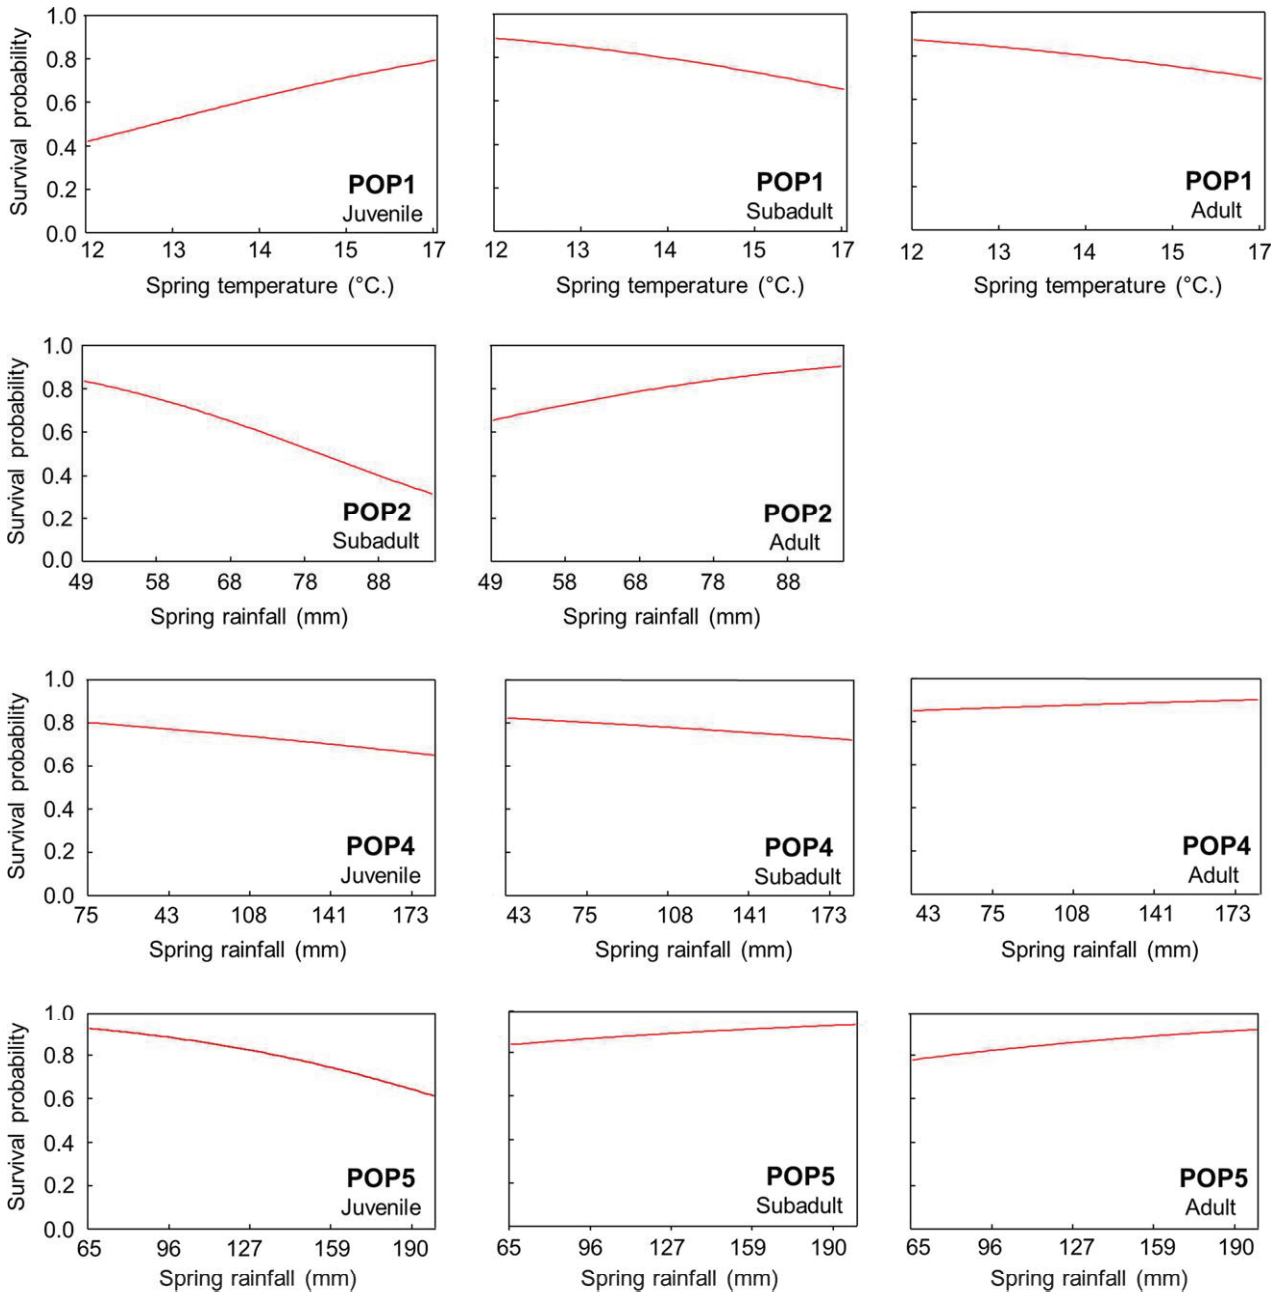 Survival probability
1.0
0.8
0.6
0.4
0.2
0.0
POP1
Juvenile
12 13 14 15 17
Spring temperature (°C.)
POP1
Subadult
12 13 14 15 17
Spring temperature (°C.)
POP1
Adult
12 13 14 15 17
Spring temperature (°C.)
Survival probability
1.0
0.8
0.6
0.4
0.2
0.0
POP2
Subadult
49 58 68 78 88
Spring rainfall (mm)
POP2
Adult
49 58 68 78 88
Spring rainfall (mm)
Survival probability
1.0
0.8
0.6
0.4
0.2
0.0
POP4
Juvenile
75 43 108 141 173
Spring rainfall (mm)
POP4
Subadult
43 75 108 141 173
Spring rainfall (mm)
POP4
Adult
43 75 108 141 173
Spring rainfall (mm)
Survival probability
1.0
0.8
0.6
0.4
0.2
0.0
POP5
Juvenile
65 96 127 159 190
Spring rainfall (mm)
POP5
Subadult
65 96 127 159 190
Spring rainfall (mm)
POP5
Adult
65 96 127 159 190
Spring rainfall (mm)